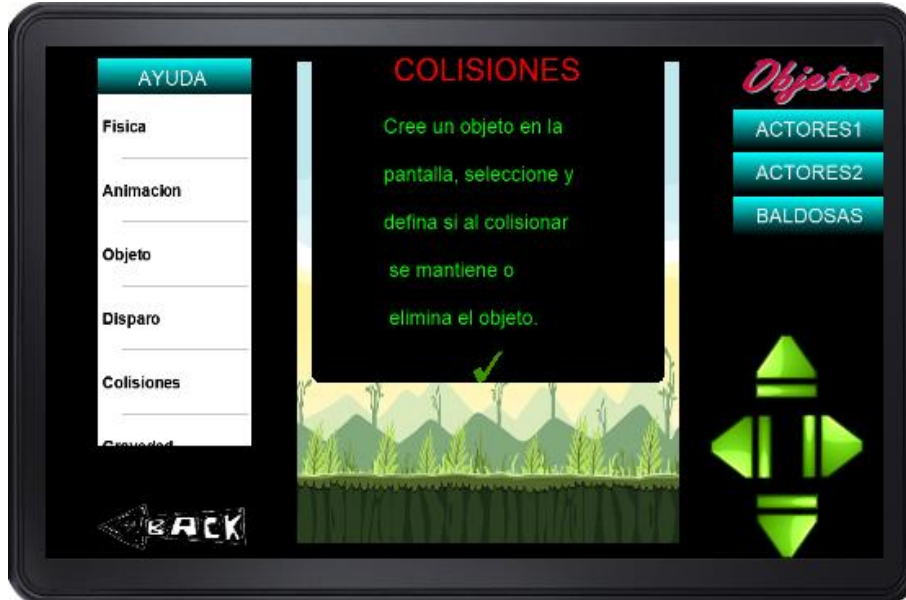 AYUDA
Fisica
Animacion
Objeto
Disparo
Colisiones
Gravedad
BACK
COLISIONES
Cree un objeto en la
pantalla, seleccione y
defina si al colisionar
se mantiene o
elimina el objeto.
Objetos
ACTORES1
ACTORES2
BALDOSAS